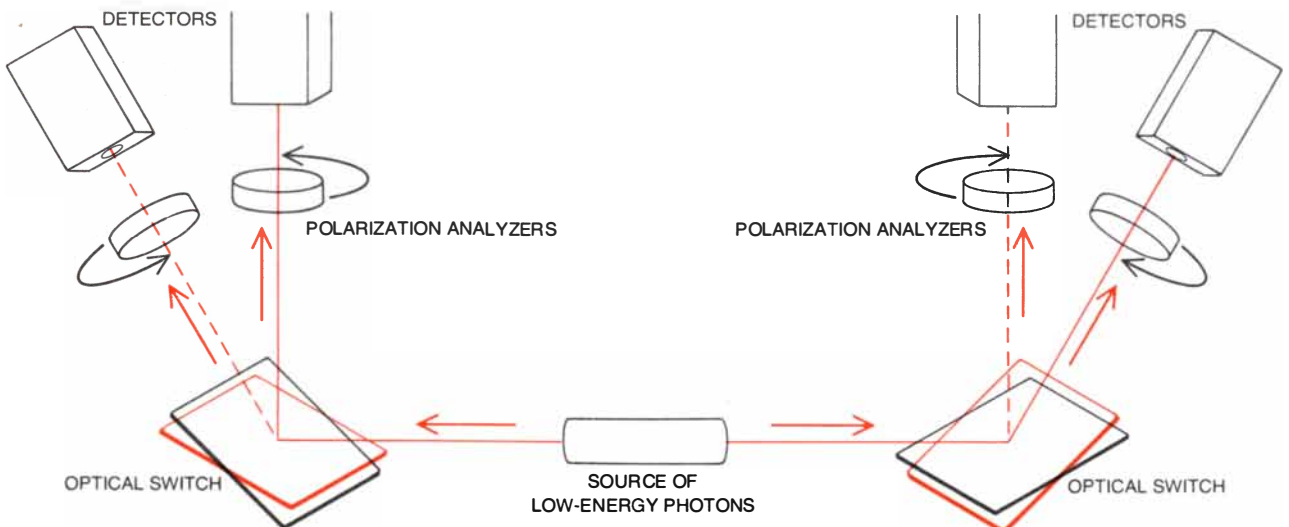 DETECTORS
DETECTORS
POLARIZATION ANALYZERS
POLARIZATION ANALYZERS
OPTICAL SWITCH
SOURCE OF
LOW-ENERGY PHOTONS
OPTICAL SWITCH